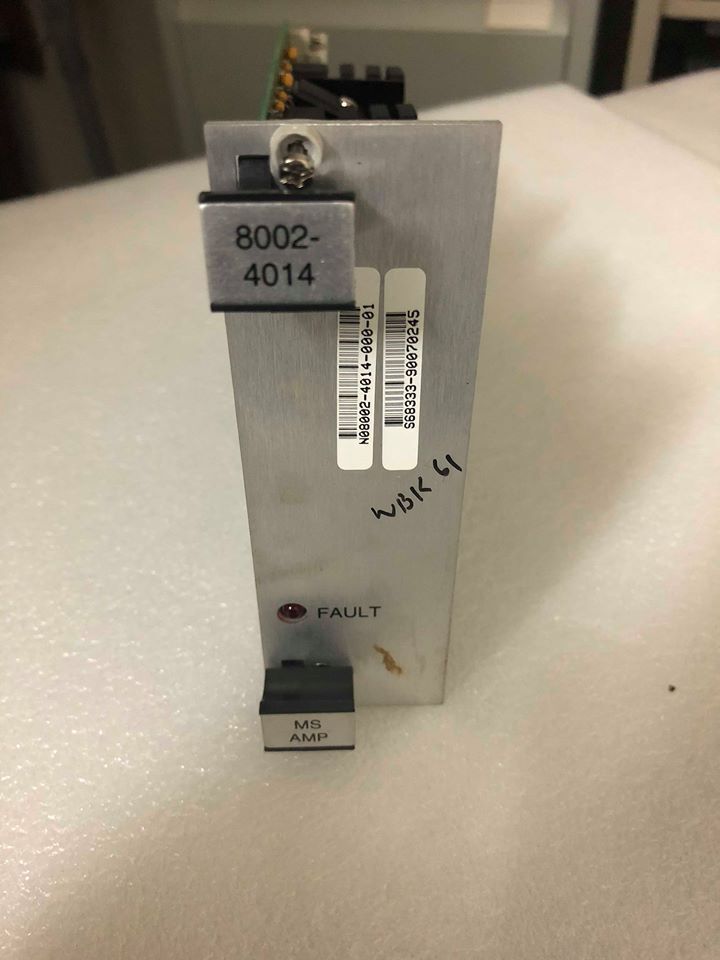 8002-
4014
N08002-4014-000-01
S68333-90070245
WBK 61
FAULT
MS
AMP